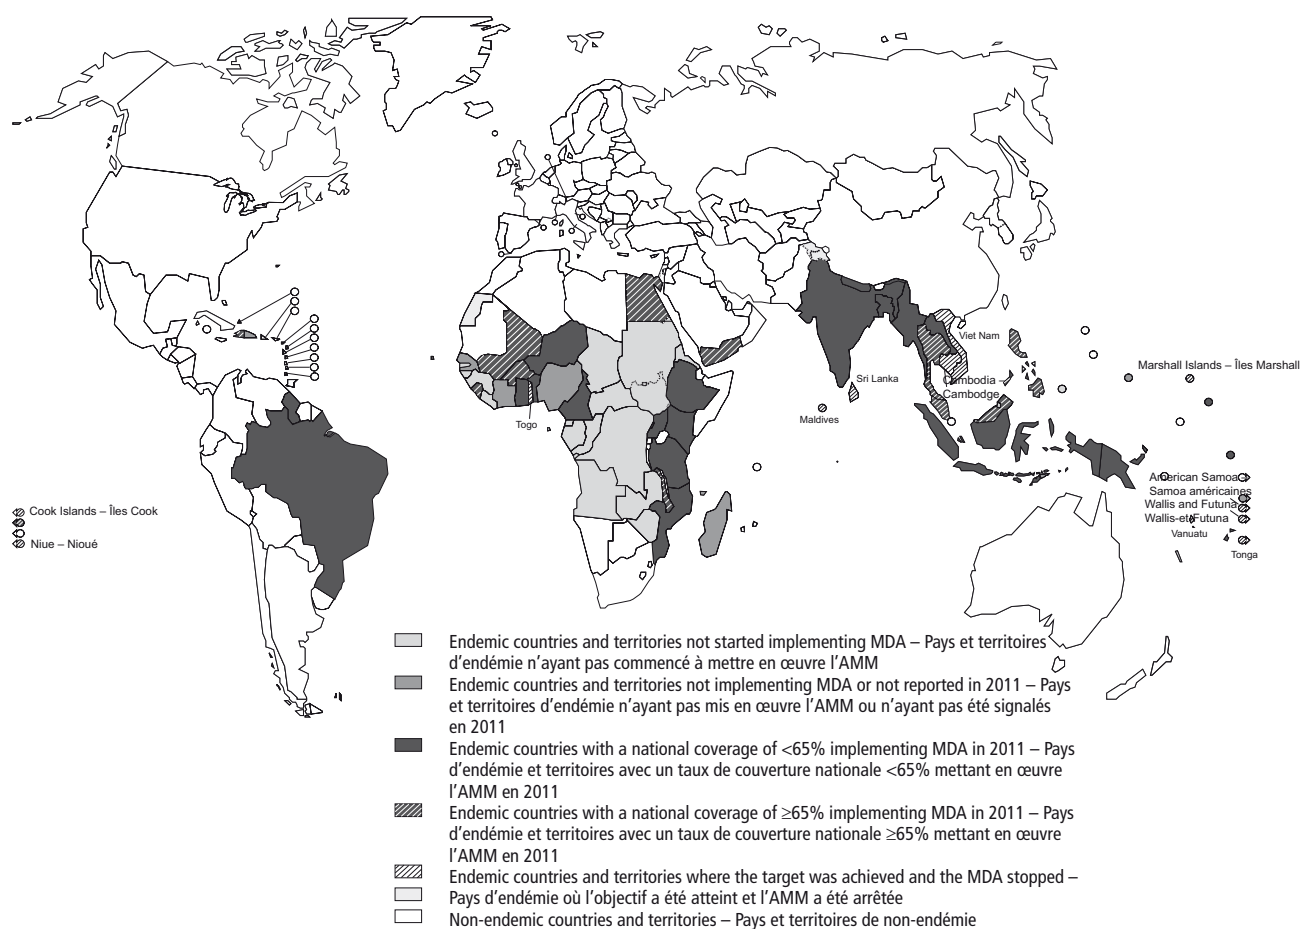 Viet Nam
Marshall Islands – Îles Marshall
Sri Lanka
Cambodia –
Cambodge
Maldives
Togo
American Samoa-
Samoa américaines
Wallis and Futuna
Wallis-et-Futuna
Vanuatu
Tonga
Cook Islands – Îles Cook
Niue – Nioué
Endemic countries and territories not started implementing MDA – Pays et territoires
d’endémie n’ayant pas commencé à mettre en œuvre l’AMM
Endemic countries and territories not implementing MDA or not reported in 2011 – Pays
et territoires d’endémie n’ayant pas mis en œuvre l’AMM ou n’ayant pas été signalés
en 2011
Endemic countries with a national coverage of <65% implementing MDA in 2011 – Pays
d’endémie et territoires avec un taux de couverture nationale <65% mettant en œuvre
l’AMM en 2011
Endemic countries with a national coverage of ≥65% implementing MDA in 2011 – Pays
d’endémie et territoires avec un taux de couverture nationale ≥65% mettant en œuvre
l’AMM en 2011
Endemic countries and territories where the target was achieved and the MDA stopped –
Pays d’endémie où l’objectif a été atteint et l’AMM a été arrêtée
Non-endemic countries and territories – Pays et territoires de non-endémie